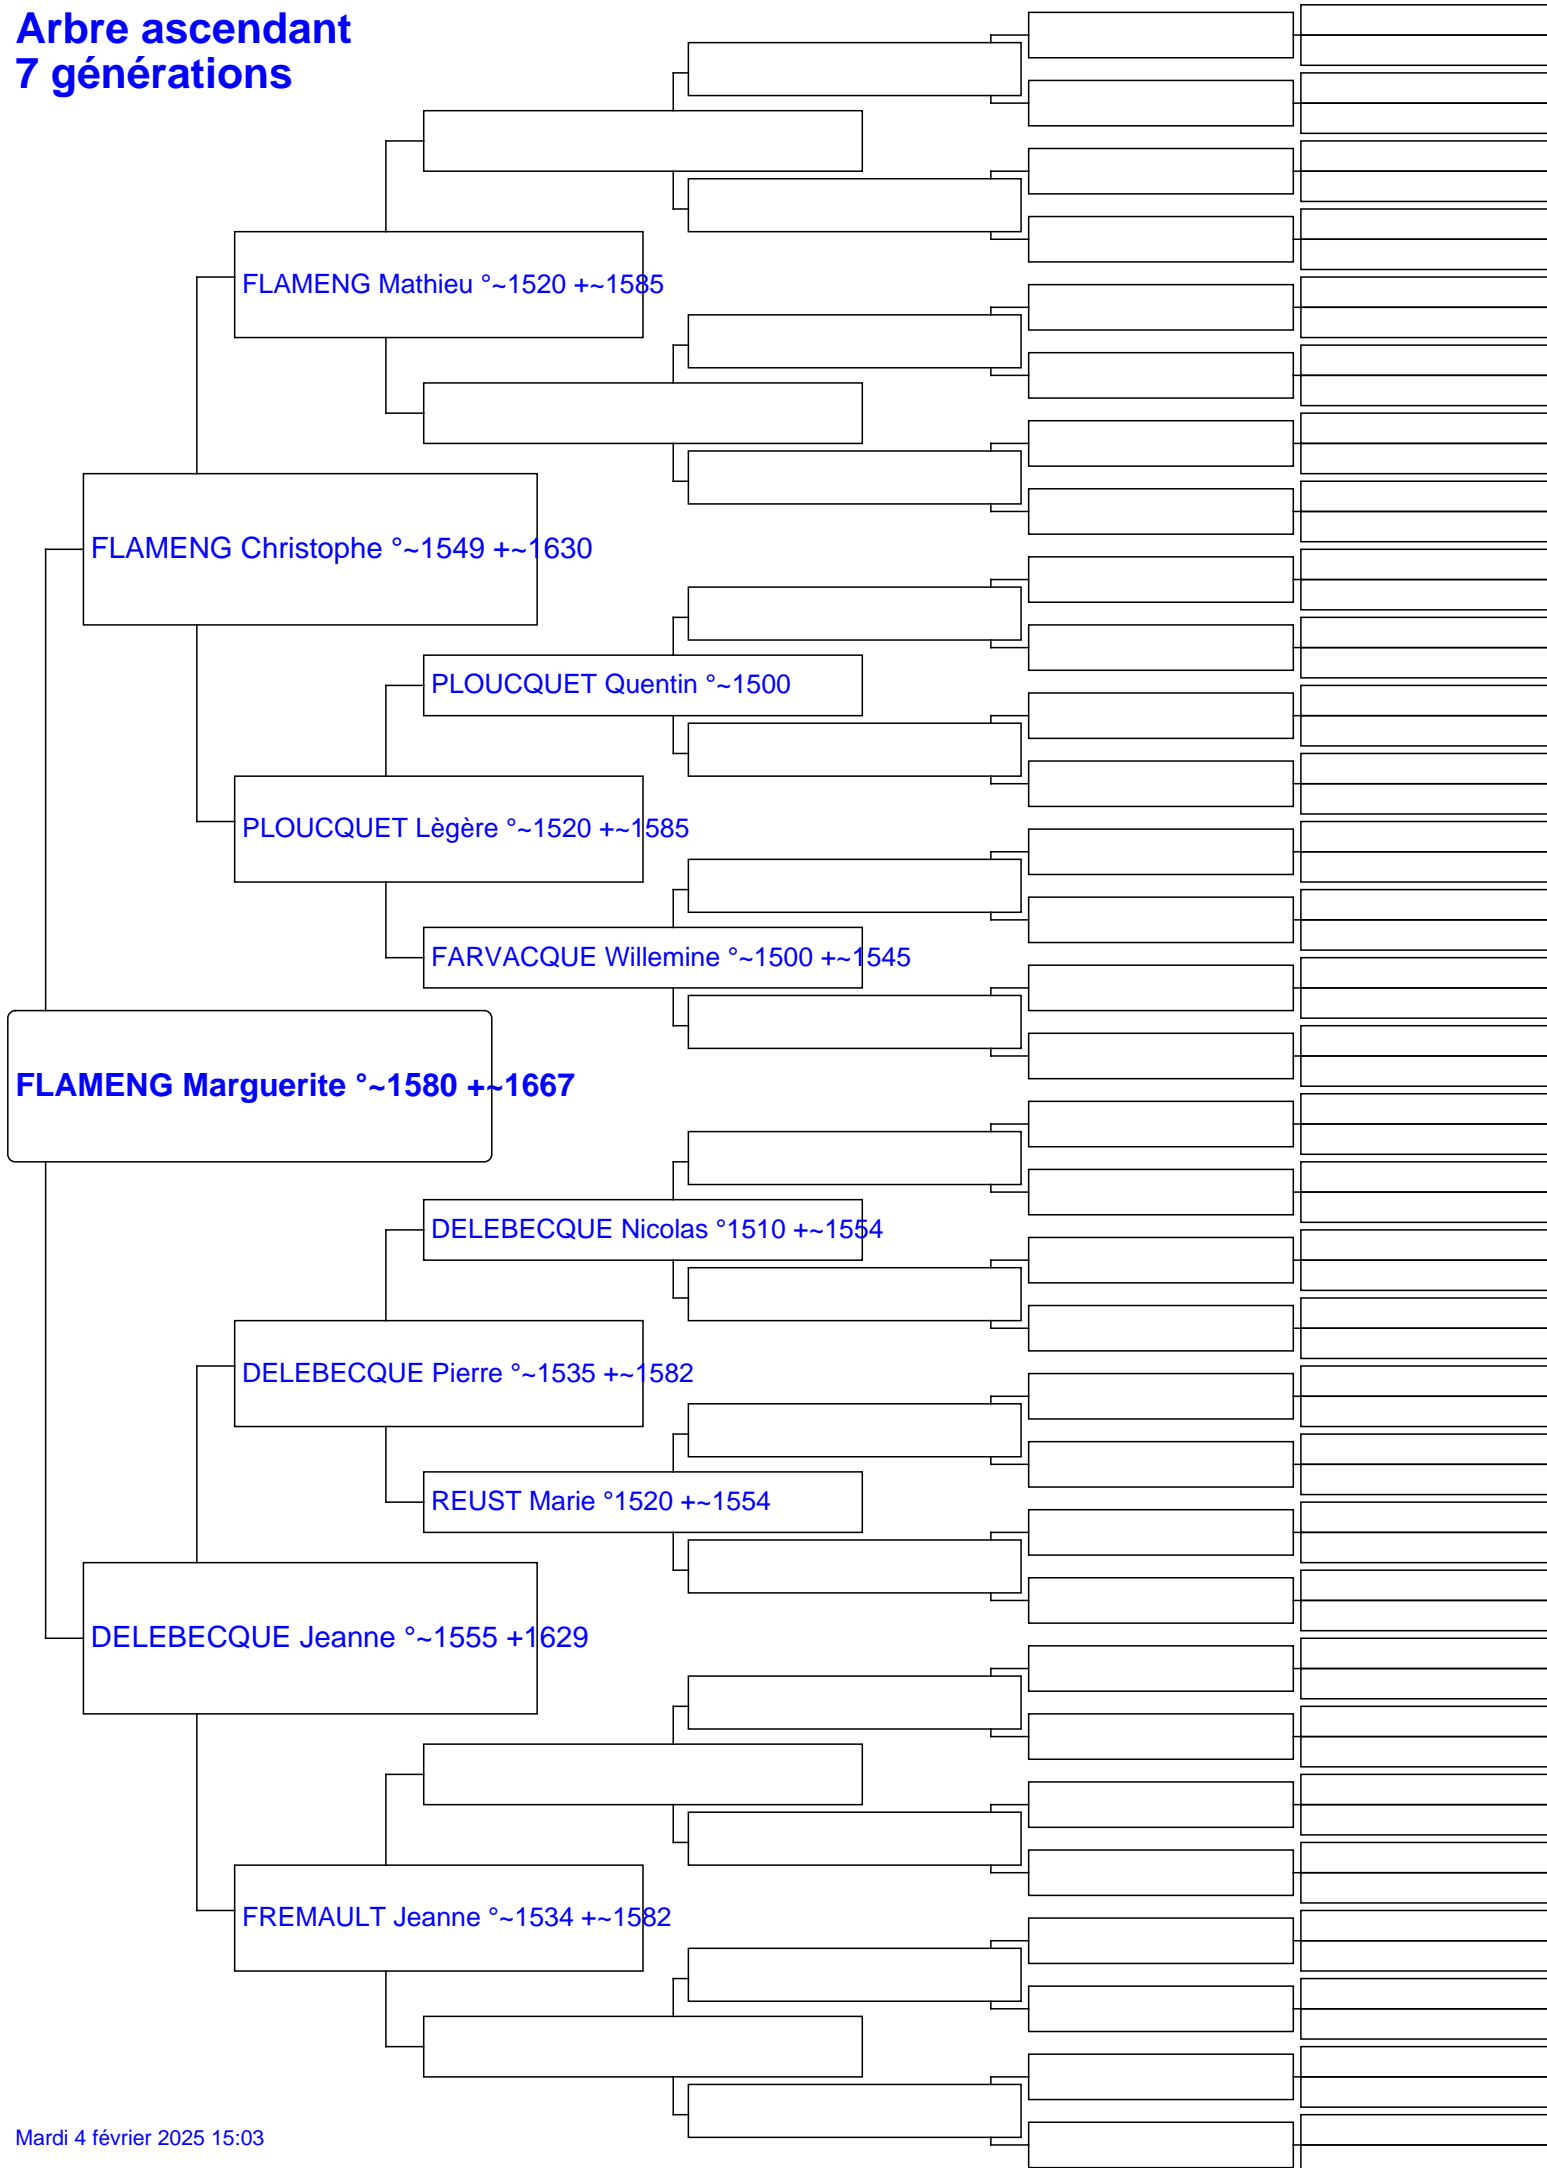 Arbre ascendant
7 générations
FLAMENG Mathieu °~1520 +~1585
FLAMENG Christophe °~1549 +~1630
PLOUCQUET Quentin °~1500
PLOUCQUET Lègère °~1520 +~1585
FARVACQUE Willemine °~1500 +~1545
FLAMENG Marguerite °~1580 +~1667
DELEBECQUE Nicolas °1510 +~1554
DELEBECQUE Pierre °~1535 +~1582
REUST Marie °1520 +~1554
DELEBECQUE Jeanne °~1555 +1629
FREMAULT Jeanne °~1534 +~1582
Mardi 4 février 2025 15:03